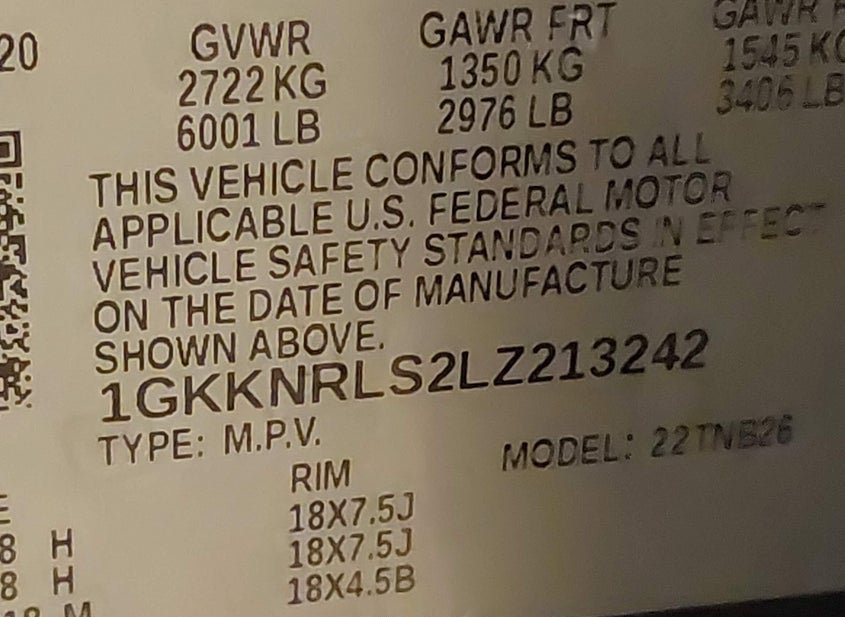 20 GVWR GAWR FRT GAWR
2722 KG 1350 KG 1545 KG
6001 LB 2976 LB 3406 LB
THIS VEHICLE CONFORMS TO ALL
APPLICABLE U.S. FEDERAL MOTOR
VEHICLE SAFETY STANDARDS IN EFFECT
ON THE DATE OF MANUFACTURE
SHOWN ABOVE.
1GKKNRLS2LZ213242
TYPE: M.P.V. MODEL: 22TNB26
RIM
18X7.5J
8 H 18X7.5J
8 H 18X4.5B
18 M